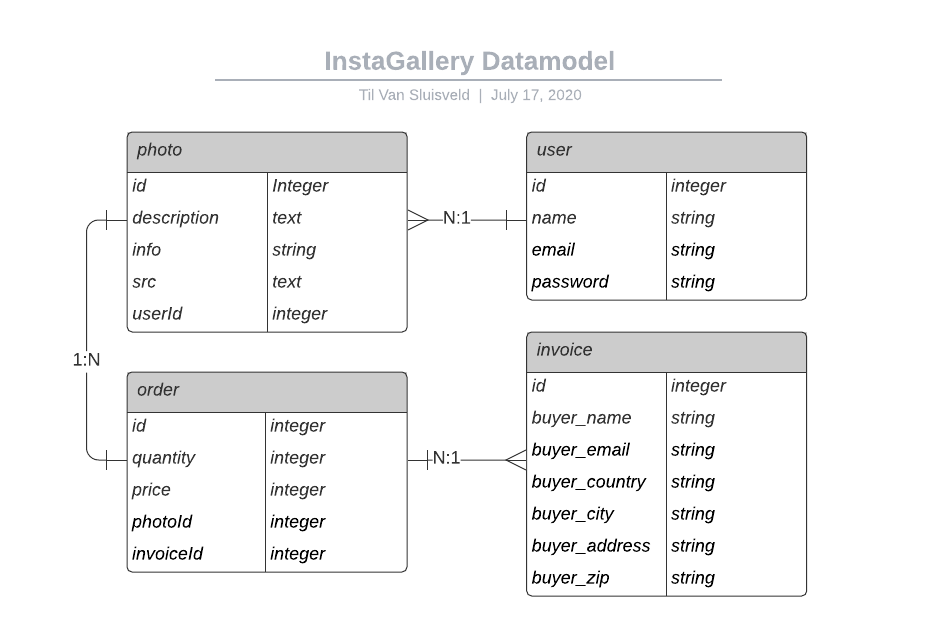 InstaGallery Datamodel
Til Van Sluisveld | July 17, 2020
photo
id Integer
description text
info string
src text
userId integer
N:1
user
id integer
name string
email string
password string
1:N
order
id integer
quantity integer
price integer
photoId integer
invoiceId integer
N:1
invoice
id integer
buyer_name string
buyer_email string
buyer_country string
buyer_city string
buyer_address string
buyer_zip string